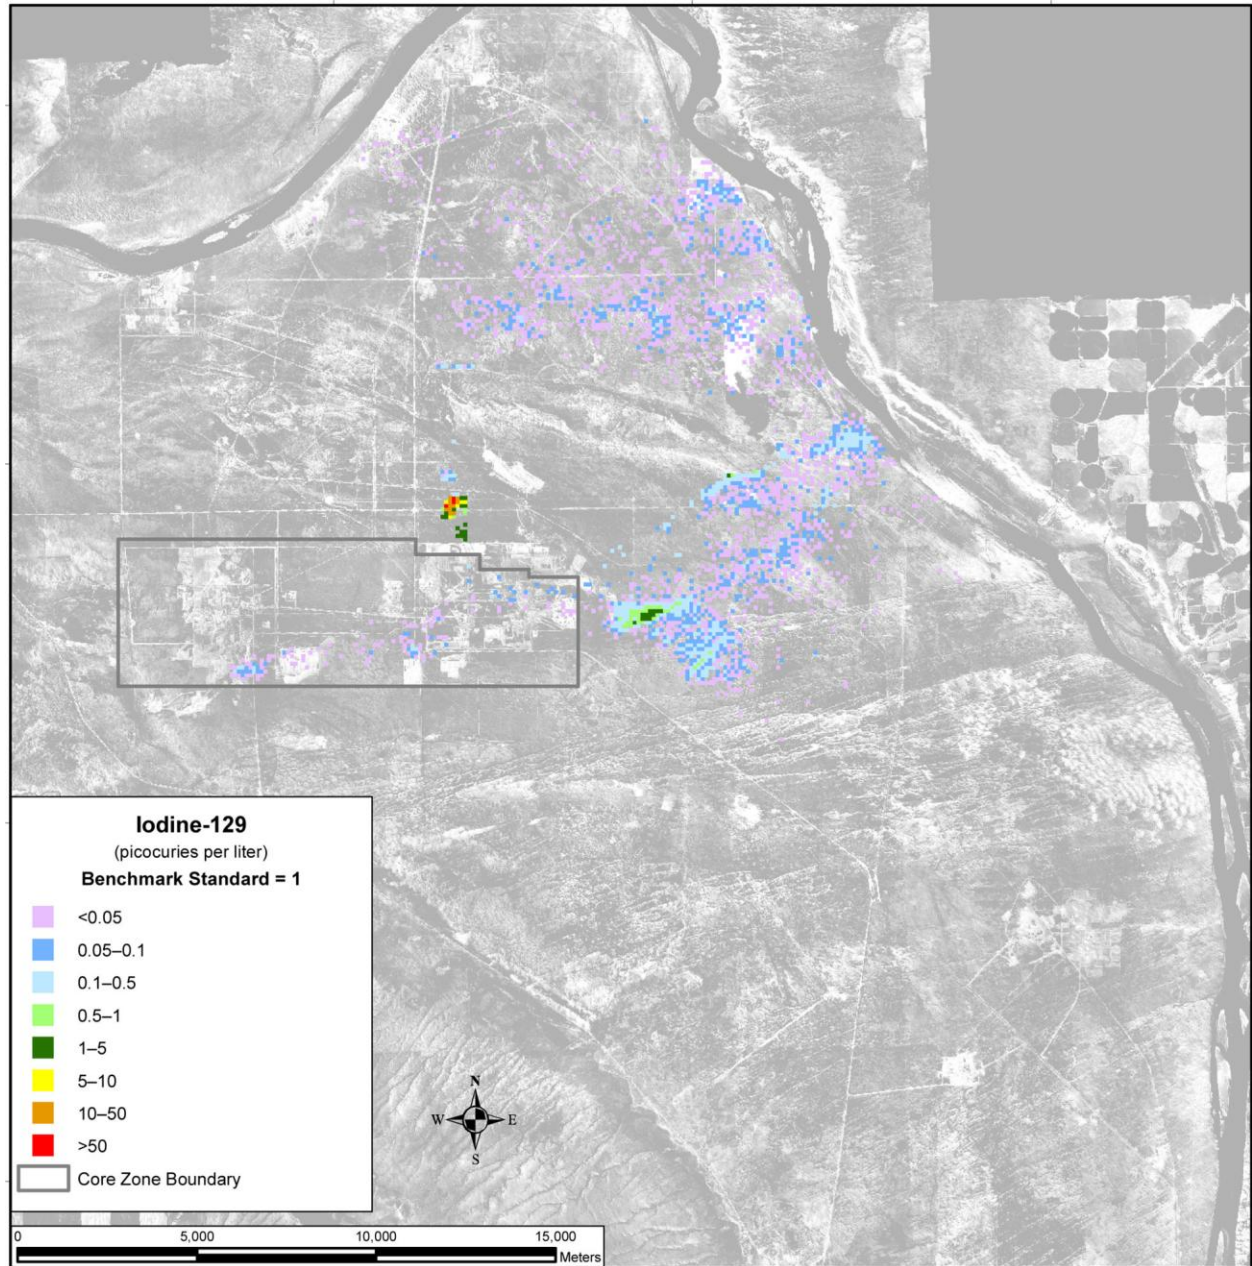 Iodine-129
(picocuries per liter)
Benchmark Standard = 1
<0.05
0.05–0.1
0.1–0.5
0.5–1
1–5
5–10
10–50
>50
Core Zone Boundary
N
W E
S
0 5,000 10,000 15,000
Meters